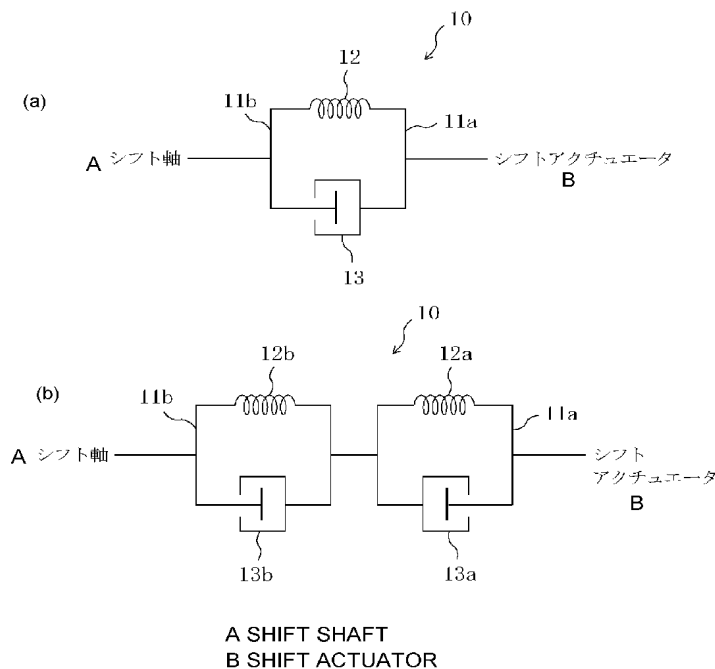 10
12
(a)
11b
11a
A シフト軸
シフトアクチュエータ
B
13
10
12b
12a
(b)
11b
11a
A シフト軸
シフト
アクチュエータ
B
13b
13a
A SHIFT SHAFT
B SHIFT ACTUATOR